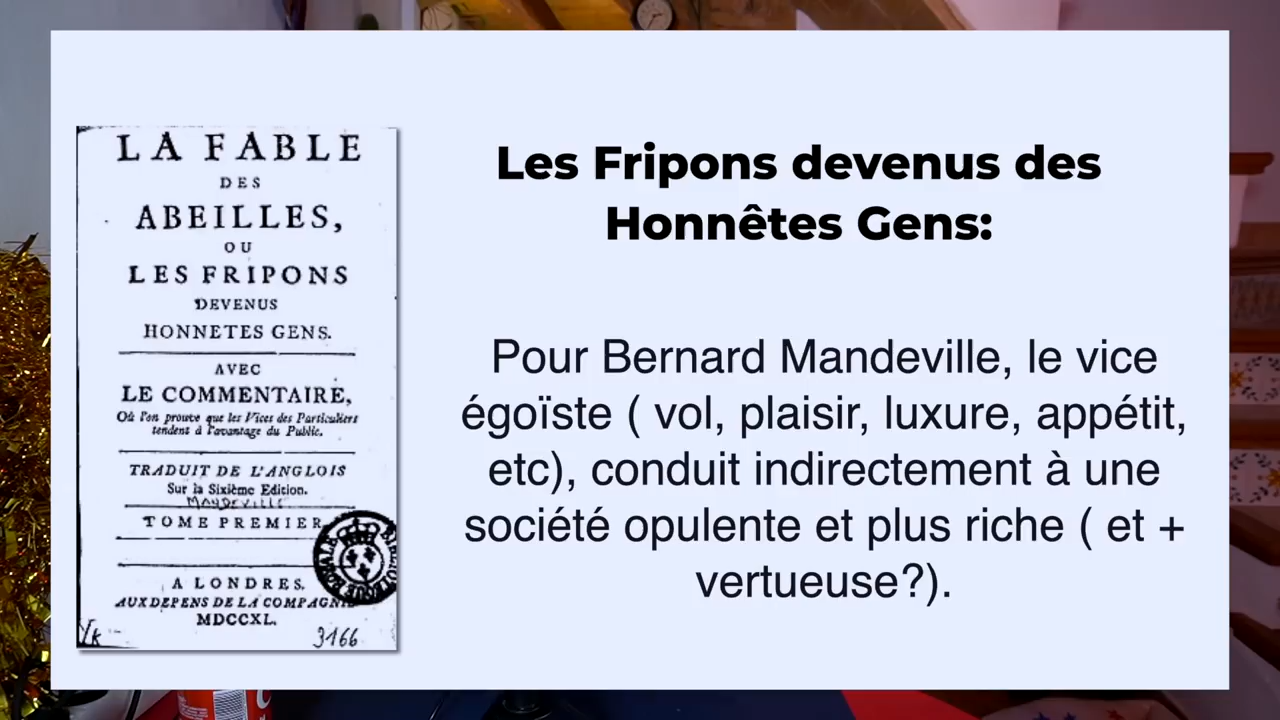 LA FABLE
DES
ABEILLES,
OU
LES FRIPONS
DEVENUS
HONNETES GENS.
AVEC
LE COMMENTAIRE,
Où l'on prouve que les Vices des Particuliers
tendent à l'avantage du Public.
TRADUIT DE L'ANGLOIS
Sur la Sixième Edition.
MANDEVILLE
TOME PREMIER
A LONDRES.
AUX DEPENS DE LA COMPAGNIE
MDCCXL.
Yk
3166
Les Fripons devenus des
Honnêtes Gens:
Pour Bernard Mandeville, le vice
égoïste ( vol, plaisir, luxure, appétit,
etc), conduit indirectement à une
société opulente et plus riche ( et +
vertueuse?).